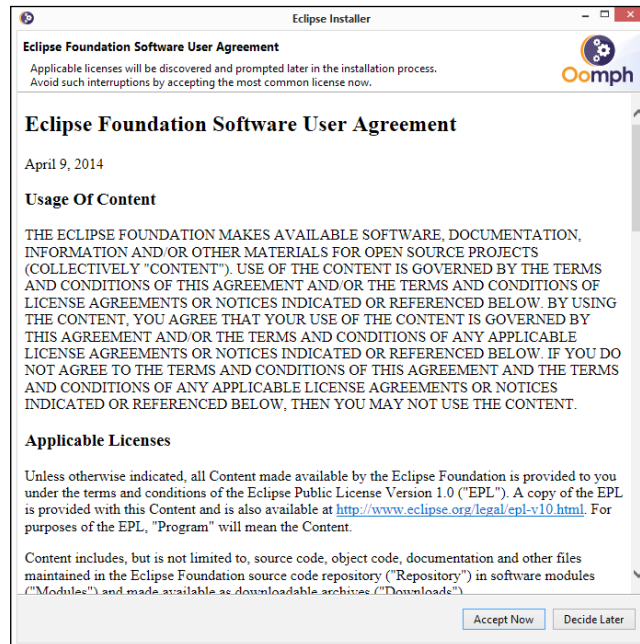 Eclipse Installer
Eclipse Foundation Software User Agreement
Applicable licenses will be discovered and prompted later in the installation process.
Avoid such interruptions by accepting the most common license now.
Oomph
Eclipse Foundation Software User Agreement
April 9, 2014
Usage Of Content
THE ECLIPSE FOUNDATION MAKES AVAILABLE SOFTWARE, DOCUMENTATION,
INFORMATION AND/OR OTHER MATERIALS FOR OPEN SOURCE PROJECTS
(COLLECTIVELY "CONTENT"). USE OF THE CONTENT IS GOVERNED BY THE TERMS
AND CONDITIONS OF THIS AGREEMENT AND/OR THE TERMS AND CONDITIONS OF
LICENSE AGREEMENTS OR NOTICES INDICATED OR REFERENCED BELOW. BY USING
THE CONTENT, YOU AGREE THAT YOUR USE OF THE CONTENT IS GOVERNED BY
THIS AGREEMENT AND/OR THE TERMS AND CONDITIONS OF ANY APPLICABLE
LICENSE AGREEMENTS OR NOTICES INDICATED OR REFERENCED BELOW. IF YOU DO
NOT AGREE TO THE TERMS AND CONDITIONS OF THIS AGREEMENT AND THE TERMS
AND CONDITIONS OF ANY APPLICABLE LICENSE AGREEMENTS OR NOTICES
INDICATED OR REFERENCED BELOW, THEN YOU MAY NOT USE THE CONTENT.
Applicable Licenses
Unless otherwise indicated, all Content made available by the Eclipse Foundation is provided to you
under the terms and conditions of the Eclipse Public License Version 1.0 ("EPL"). A copy of the EPL
is provided with this Content and is also available at http://www.eclipse.org/legal/epl-v10.html. For
purposes of the EPL, "Program" will mean the Content.
Content includes, but is not limited to, source code, object code, documentation and other files
maintained in the Eclipse Foundation source code repository ("Repository") in software modules
("Modules") and made available as downloadable archives ("Downloads").
Accept Now
Decide Later